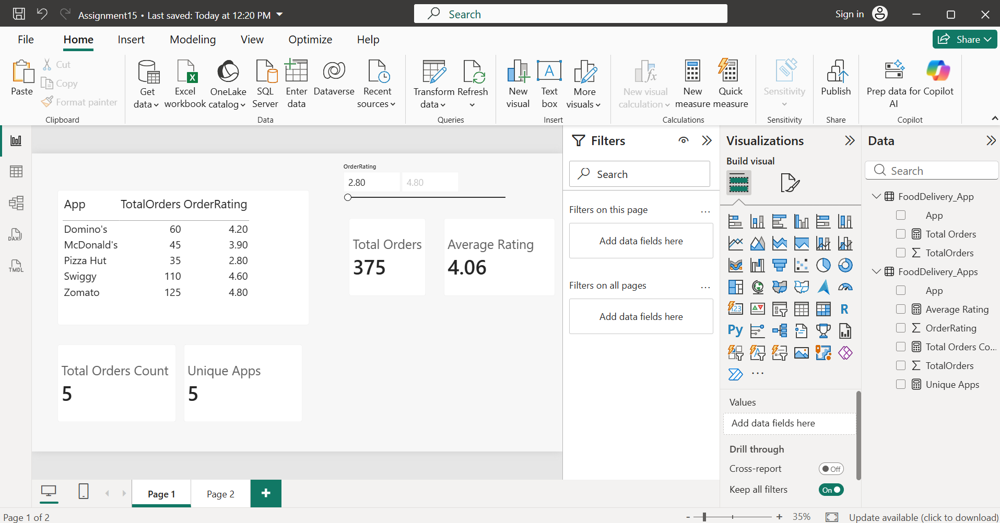 Assignment15 • Last saved: Today at 12:20 PM
Search
Sign in
File Home Insert Modeling View Optimize Help
Share
Paste
Cut
Copy
Format painter
Clipboard
Get data
Excel workbook
OneLake catalog
SQL Server
Enter data
Dataverse
Recent sources
Data
Transform data
Refresh
Queries
New visual
A
Text box
More visuals
Insert
fx
New visual calculation
New measure
Quick measure
Calculations
Sensitivity
Sensitivity
Publish
Share
Prep data for AI
Copilot
Copilot
DAX
TMDL
OrderRating
2.80 4.80
App TotalOrders OrderRating
Domino's 60 4.20
McDonald's 45 3.90
Pizza Hut 35 2.80
Swiggy 110 4.60
Zomato 125 4.80
Total Orders
375
Average Rating
4.06
Total Orders Count
5
Unique Apps
5
Filters
Search
Filters on this page ...
Add data fields here
Filters on all pages ...
Add data fields here
Visualizations
Build visual
123
R
Py
...
Values
Add data fields here
Drill through
Cross-report Off
Keep all filters On
Data
Search
FoodDelivery_App
App
Total Orders
TotalOrders
FoodDelivery_Apps
App
Average Rating
OrderRating
Total Orders Co...
TotalOrders
Unique Apps
Page 1 Page 2 +
Page 1 of 2
- + 35%
Update available (click to download)